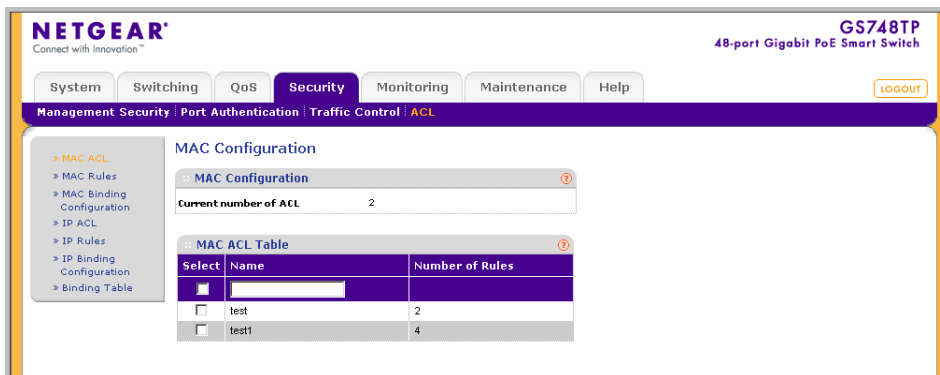 NETGEAR®
Connect with Innovation™
GS748TP
48-port Gigabit PoE Smart Switch
System Switching QoS Security Monitoring Maintenance Help
LOGOUT
Management Security Port Authentication Traffic Control ACL
» MAC ACL
» MAC Rules
» MAC Binding
Configuration
» IP ACL
» IP Rules
» IP Binding
Configuration
» Binding Table
MAC Configuration
:: MAC Configuration ?
Current number of ACL 2
:: MAC ACL Table ?
Select Name Number of Rules
test 2
test1 4